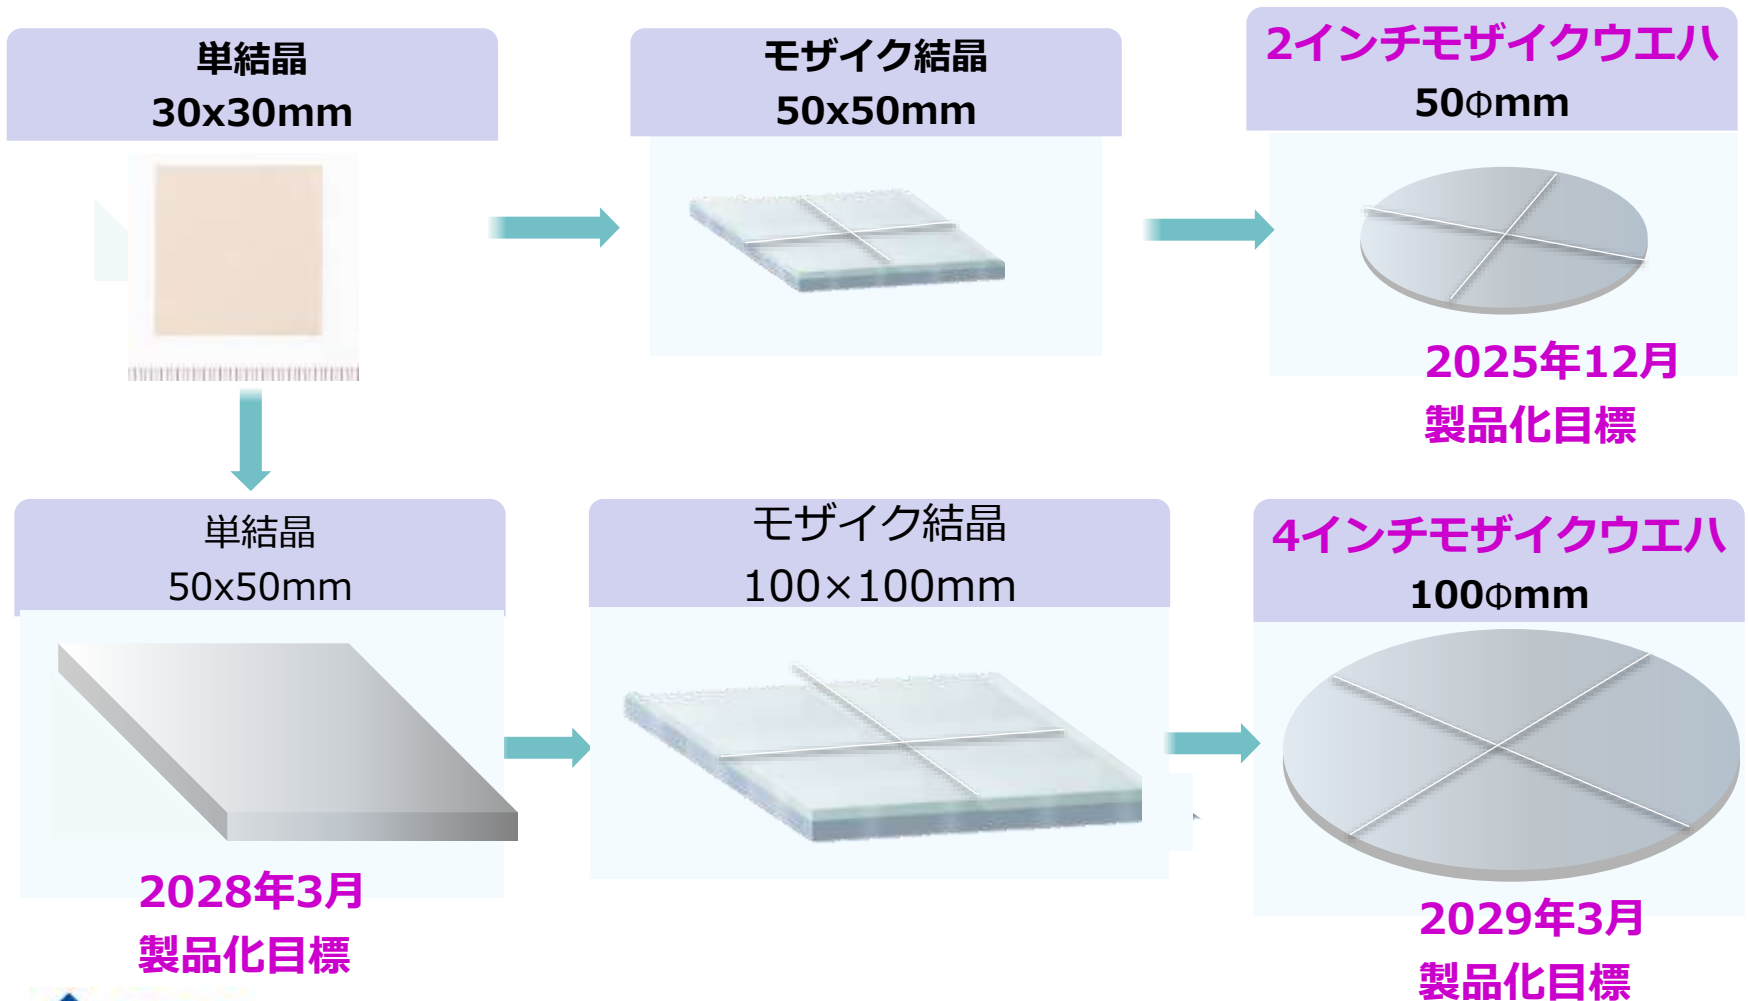 単結晶
30x30mm
モザイク結晶
50x50mm
2インチモザイクウエハ
50Φmm
2025年12月
製品化目標
単結晶
50x50mm
2028年3月
製品化目標
モザイク結晶
100×100mm
4インチモザイクウエハ
100Φmm
2029年3月
製品化目標